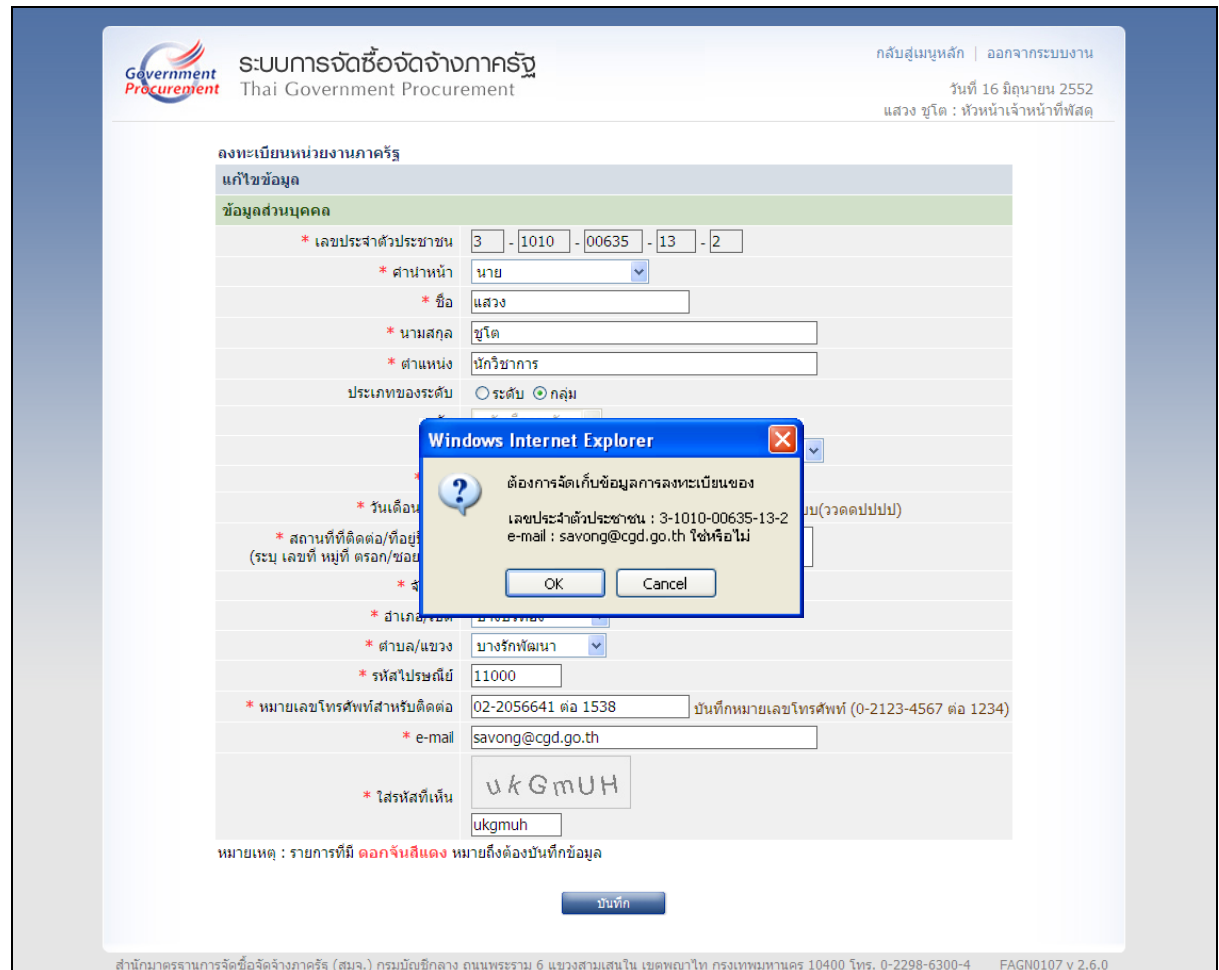 Government
Procurement
ระบบการจัดซื้อจัดจ้างภาครัฐ
Thai Government Procurement
กลับสู่เมนูหลัก | ออกจากระบบงาน
วันที่ 16 มิถุนายน 2552
แสวง ชูโต : หัวหน้าเจ้าหน้าที่พัสดุ
ลงทะเบียนหน่วยงานภาครัฐ
แก้ไขข้อมูล
ข้อมูลส่วนบุคคล
* เลขประจำตัวประชาชน 3 - 1010 - 00635 - 13 - 2
* คำนำหน้า นาย
* ชื่อ แสวง
* นามสกุล ชูโต
* ตำแหน่ง นักวิชาการ
ประเภทของระดับ ระดับ กลุ่ม
Windows Internet Explorer
ต้องการจัดเก็บข้อมูลการลงทะเบียนของ
เลขประจำตัวประชาชน : 3-1010-00635-13-2
e-mail : savong@cgd.go.th ใช่หรือไม่
OK Cancel
*
* วันเดือน (ววดดปปปป)
* สถานที่ที่ติดต่อ/ที่อยู่
(ระบุ เลขที่ หมู่ที่ ตรอก/ซอย
*
* อำเภอ/เขต
* ตำบล/แขวง บางรักพัฒนา
* รหัสไปรษณีย์ 11000
* หมายเลขโทรศัพท์สำหรับติดต่อ 02-2056641 ต่อ 1538 บันทึกหมายเลขโทรศัพท์ (0-2123-4567 ต่อ 1234)
* e-mail savong@cgd.go.th
ukGmUH
* ใส่รหัสที่เห็น
ukgmuh
หมายเหตุ : รายการที่มี ดอกจันสีแดง หมายถึงต้องบันทึกข้อมูล
บันทึก
สำนักมาตรฐานการจัดซื้อจัดจ้างภาครัฐ (สมจ.) กรมบัญชีกลาง ถนนพระราม 6 แขวงสามเสนใน เขตพญาไท กรุงเทพมหานคร 10400 โทร. 0-2298-6300-4 FAGN0107 v 2.6.0